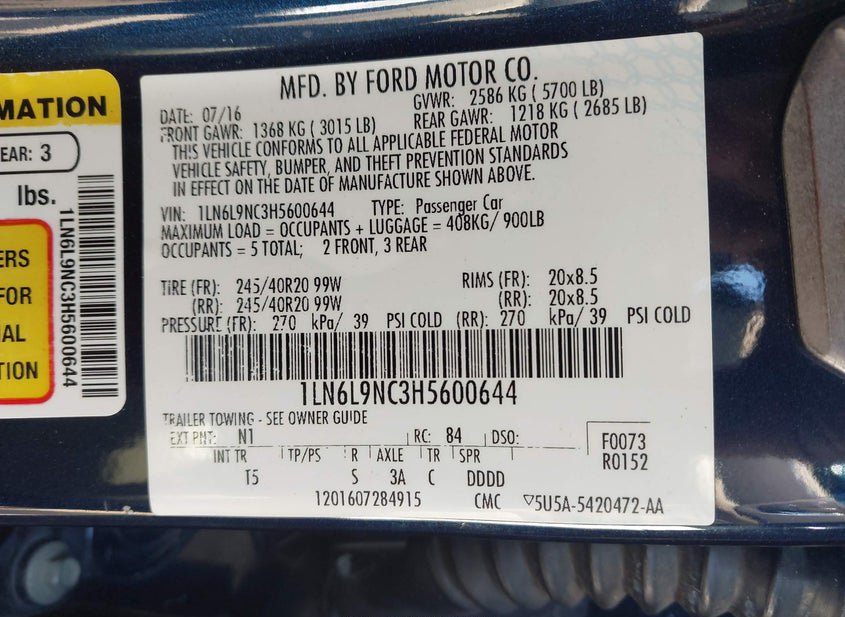 MATION
EAR: 3
lbs.
ERS
FOR
AL
TION
1LN6L9NC3H5600644
MFD. BY FORD MOTOR CO.
DATE: 07/16 GVWR: 2586 KG ( 5700 LB)
FRONT GAWR: 1368 KG ( 3015 LB) REAR GAWR: 1218 KG ( 2685 LB)
THIS VEHICLE CONFORMS TO ALL APPLICABLE FEDERAL MOTOR
VEHICLE SAFETY, BUMPER, AND THEFT PREVENTION STANDARDS
IN EFFECT ON THE DATE OF MANUFACTURE SHOWN ABOVE.
VIN: 1LN6L9NC3H5600644 TYPE: Passenger Car
MAXIMUM LOAD = OCCUPANTS + LUGGAGE = 408KG/ 900LB
OCCUPANTS = 5 TOTAL; 2 FRONT, 3 REAR
TIRE (FR): 245/40R20 99W RIMS (FR): 20x8.5
(RR): 245/40R20 99W (RR): 20x8.5
PRESSURE (FR): 270 kPa/ 39 PSI COLD (RR): 270 kPa/ 39 PSI COLD
1LN6L9NC3H5600644
TRAILER TOWING - SEE OWNER GUIDE
EXT PNT: N1 RC: 84 DSO: F0073
INT TR TP/PS R AXLE TR SPR R0152
T5 S 3A C DDDD
1201607284915 CMC ▽5U5A-5420472-AA